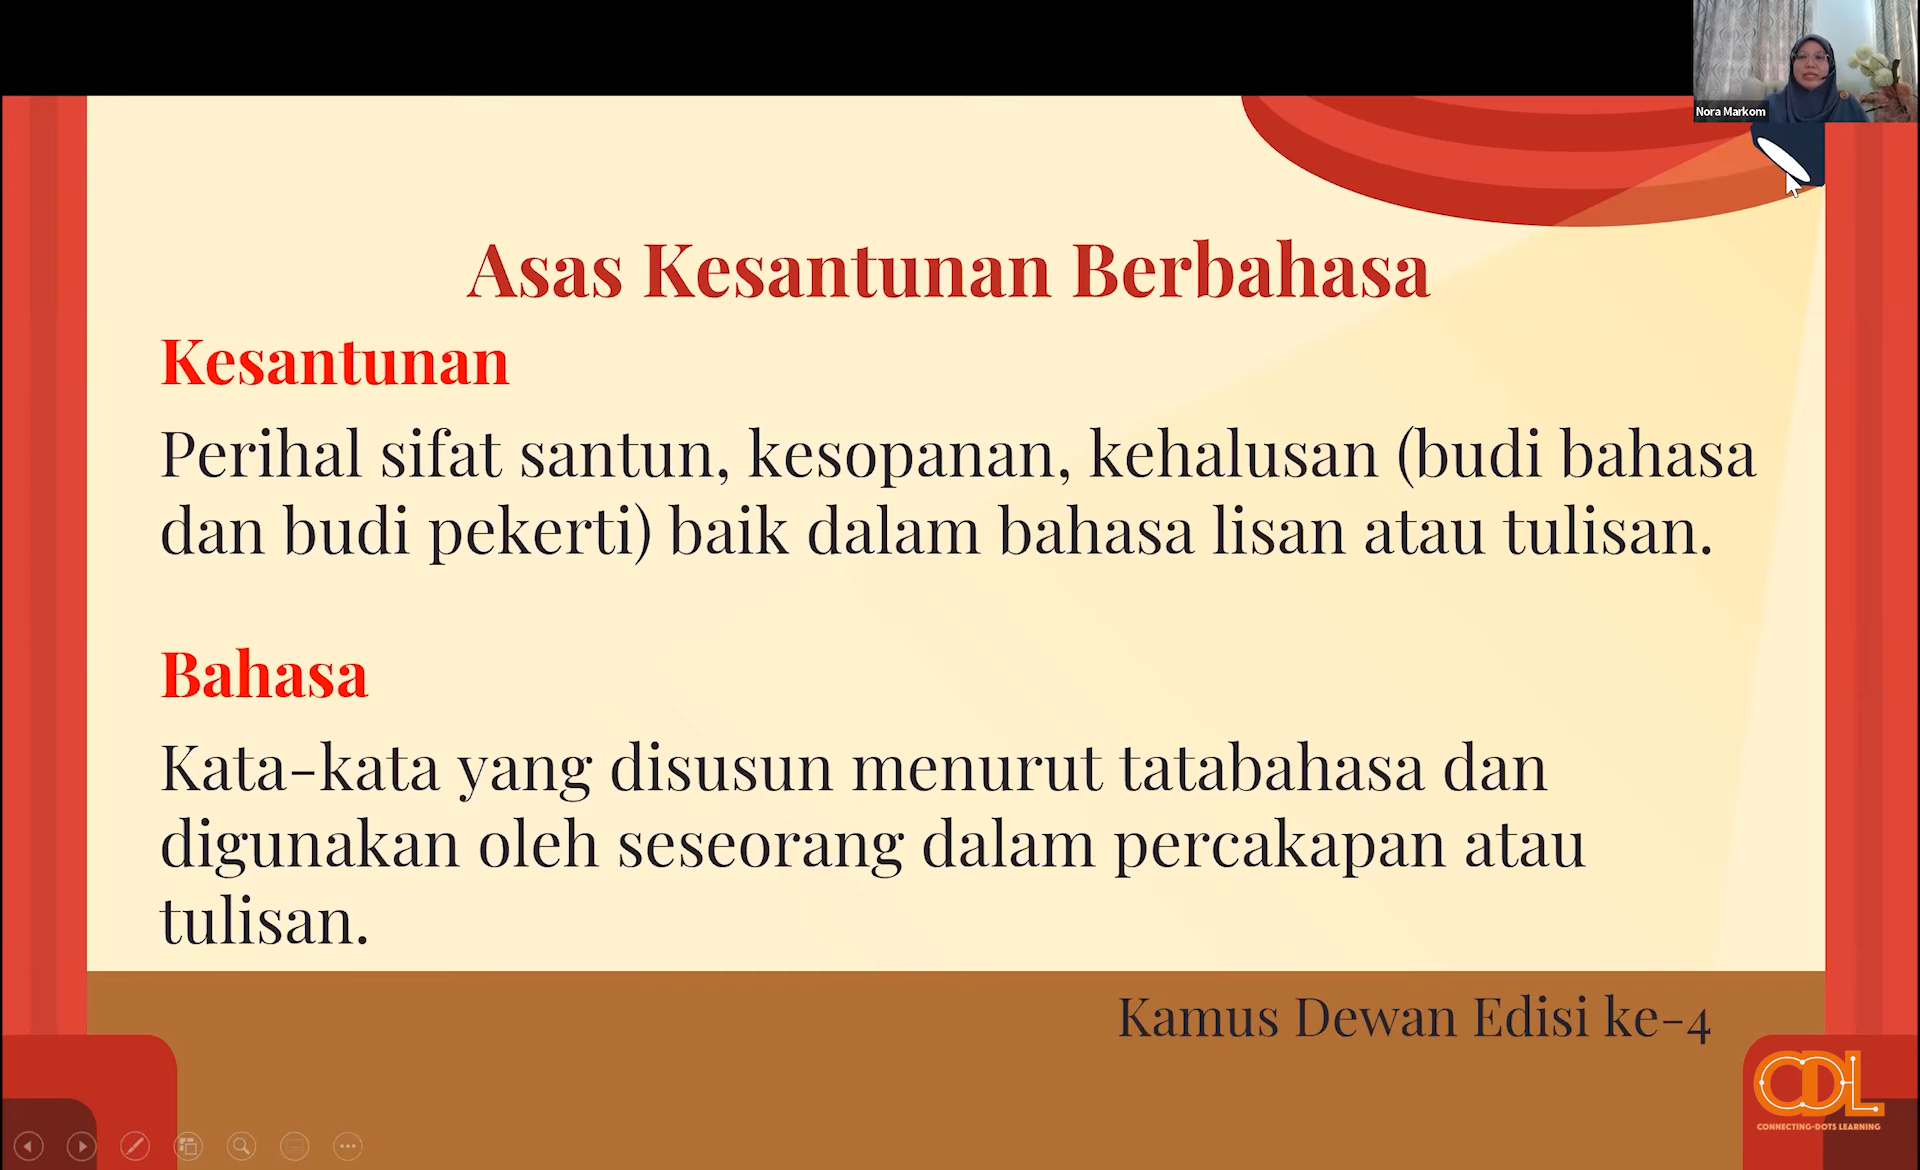 Nora Markom
Asas Kesantunan Berbahasa
Kesantunan
Perihal sifat santun, kesopanan, kehalusan (budi bahasa
dan budi pekerti) baik dalam bahasa lisan atau tulisan.
Bahasa
Kata-kata yang disusun menurut tatabahasa dan
digunakan oleh seseorang dalam percakapan atau
tulisan.
Kamus Dewan Edisi ke-4
CDL
CONNECTING-DOTS LEARNING